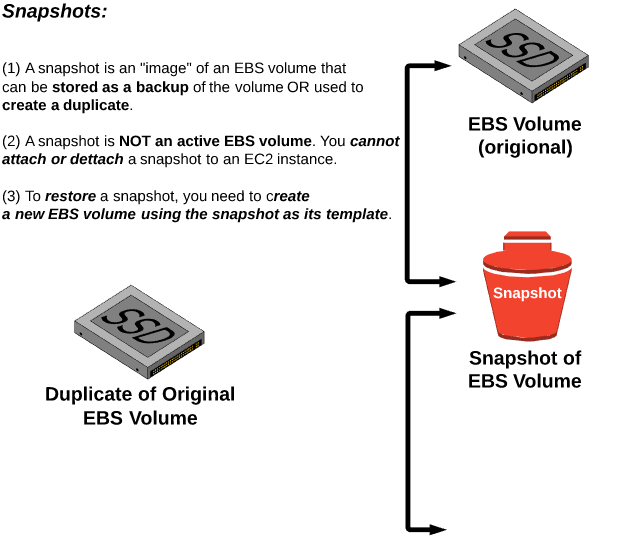 Snapshots:
(1) A snapshot is an "image" of an EBS volume that
can be stored as a backup of the volume OR used to
create a duplicate.
(2) A snapshot is NOT an active EBS volume. You cannot
attach or dettach a snapshot to an EC2 instance.
(3) To restore a snapshot, you need to create
a new EBS volume using the snapshot as its template.
SSD
EBS Volume
(origional)
Snapshot
Snapshot of
EBS Volume
SSD
Duplicate of Original
EBS Volume